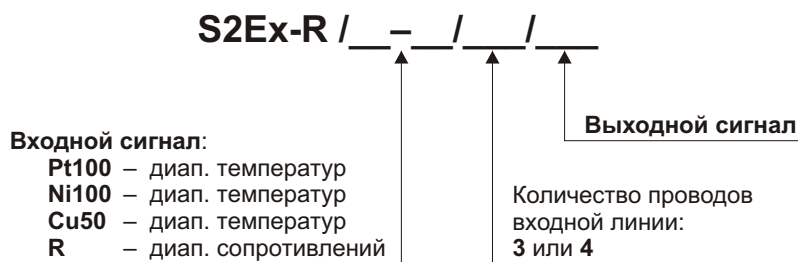 S2Ex-R /__–__/___/___
Выходной сигнал
Входной сигнал:
Pt100 – диап. температур
Ni100 – диап. температур
Cu50 – диап. температур
R – диап. сопротивлений
Количество проводов
входной линии:
3 или 4